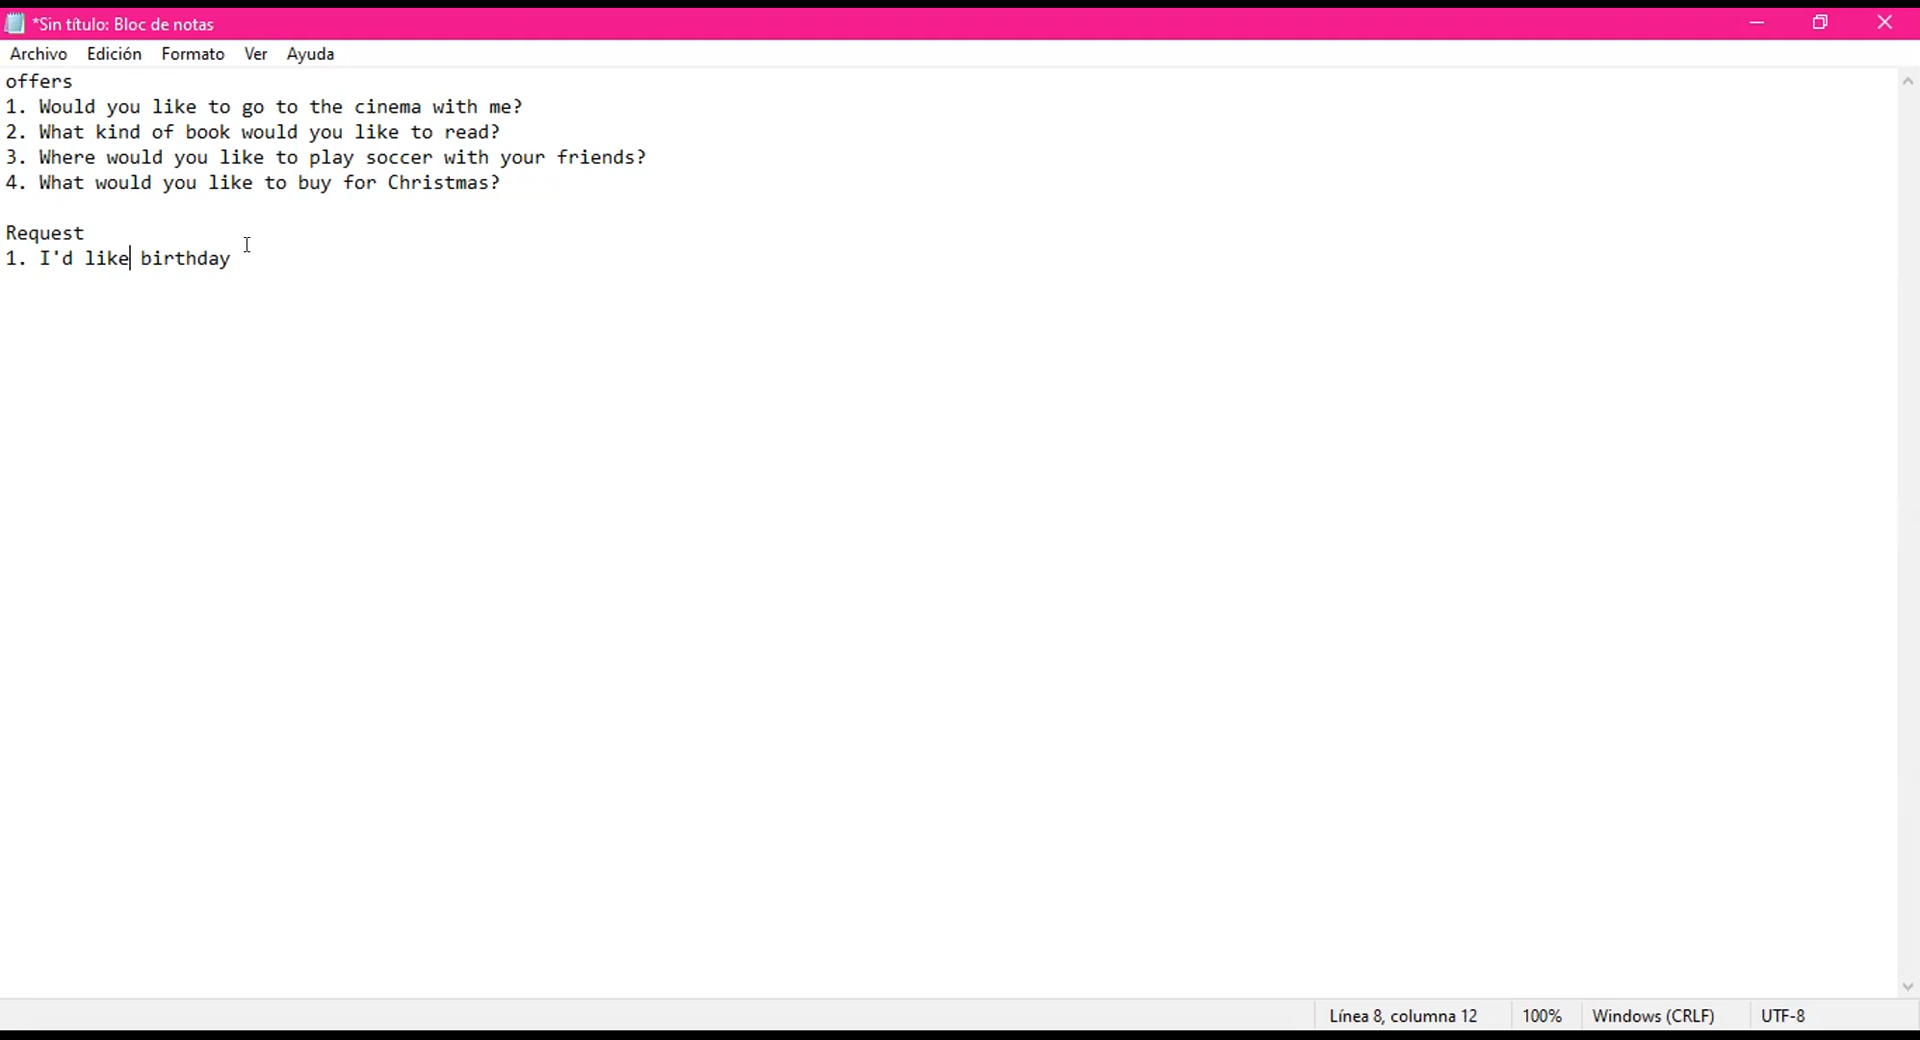 *Sin título: Bloc de notas
Archivo Edición Formato Ver Ayuda
offers
1. Would you like to go to the cinema with me?
2. What kind of book would you like to read?
3. Where would you like to play soccer with your friends?
4. What would you like to buy for Christmas?
Request
1. I'd like birthday
Línea 8, columna 12 100% Windows (CRLF) UTF-8